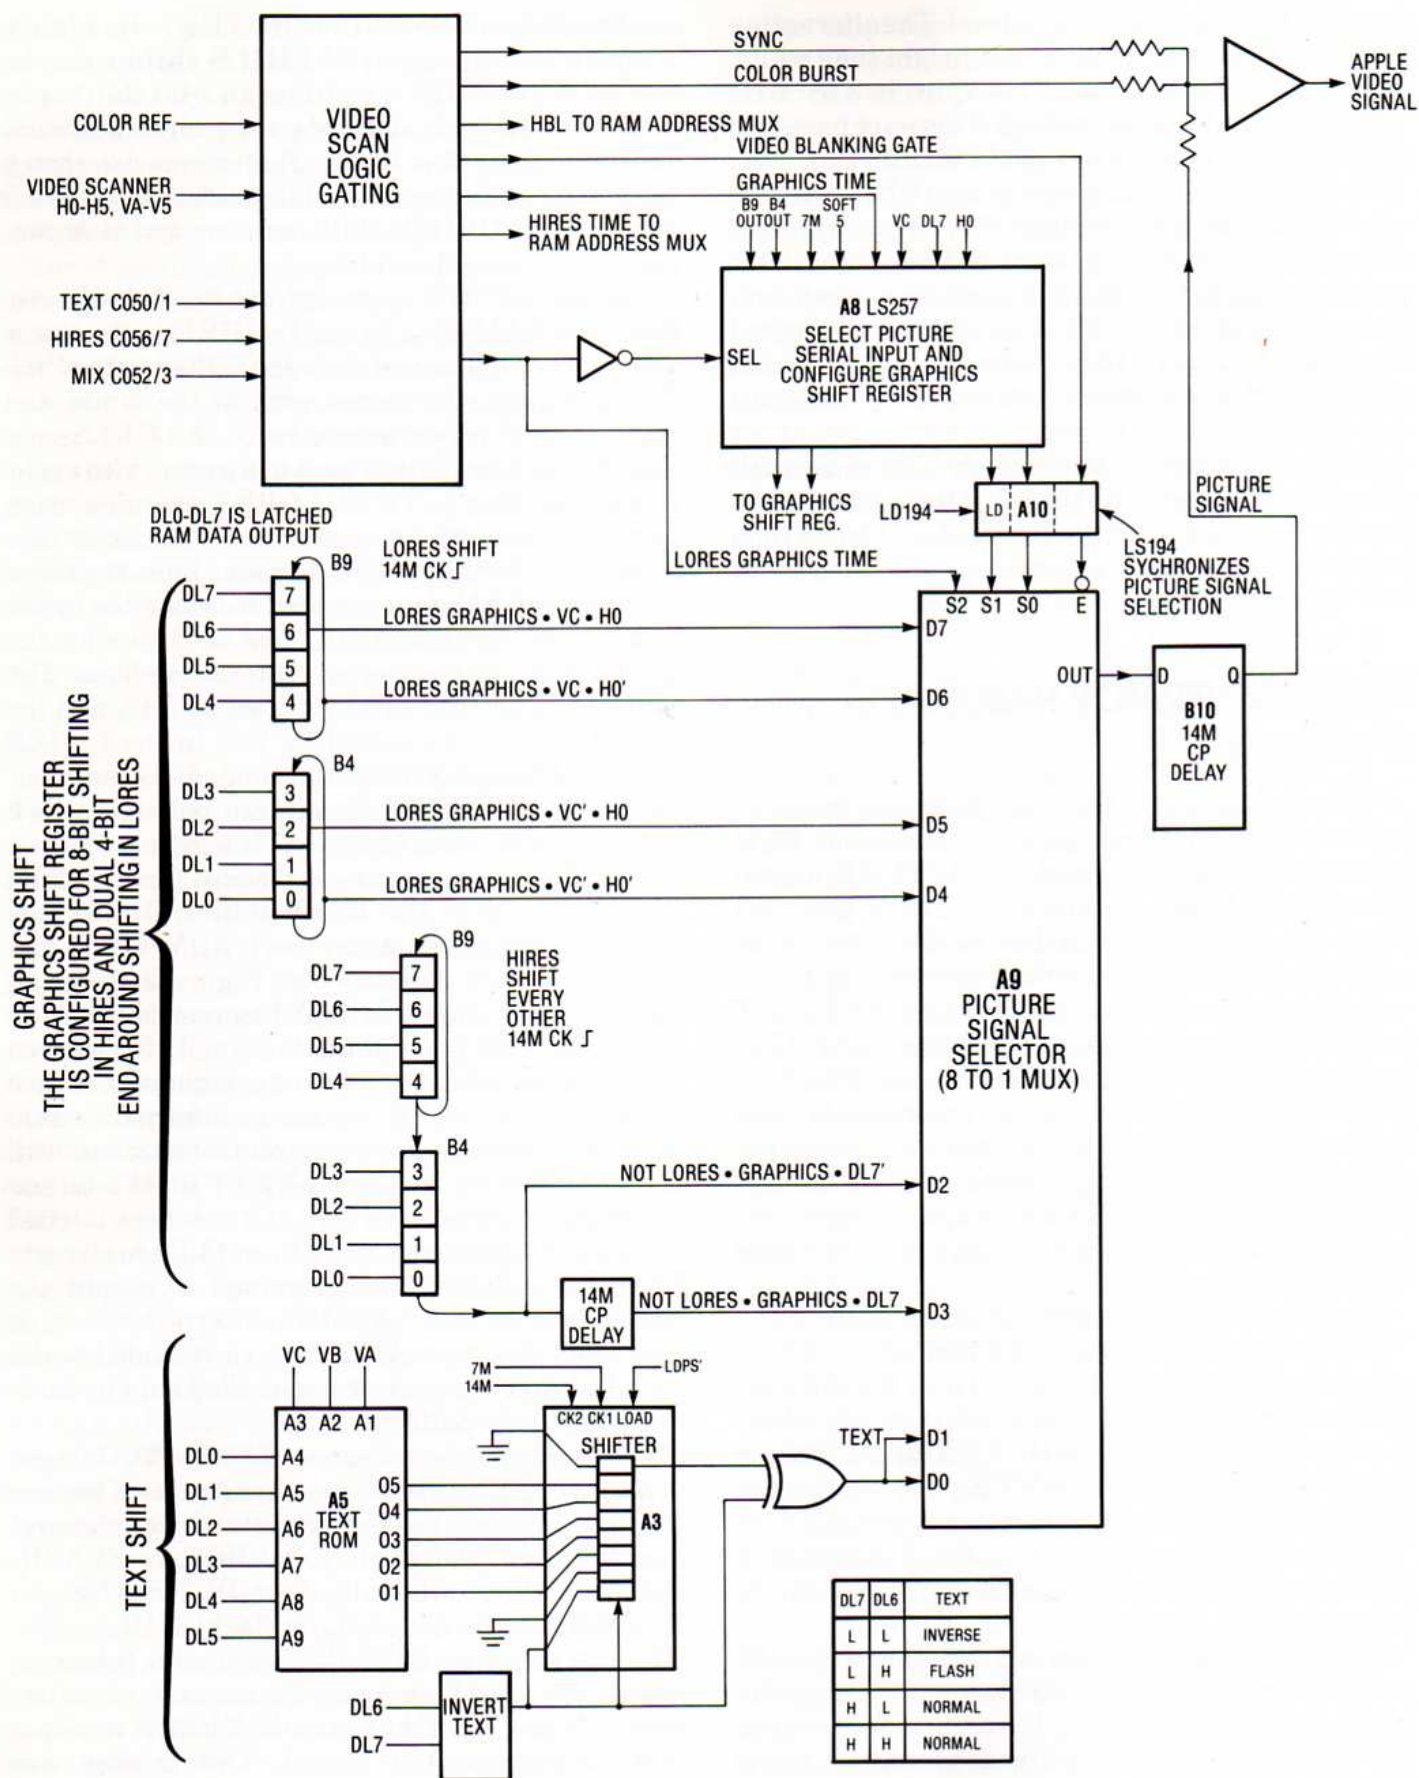 SYNC
COLOR BURST
APPLE
VIDEO
SIGNAL
COLOR REF
VIDEO
SCAN
LOGIC
GATING
HBL TO RAM ADDRESS MUX
VIDEO BLANKING GATE
VIDEO SCANNER
H0-H5, VA-V5
GRAPHICS TIME
B9 B4 SOFT
OUT OUT 7M 5 VC DL7 H0
HIRES TIME TO
RAM ADDRESS MUX
TEXT C050/1
HIRES C056/7
MIX C052/3
A8 LS257
SELECT PICTURE
SERIAL INPUT AND
CONFIGURE GRAPHICS
SHIFT REGISTER
SEL
TO GRAPHICS
SHIFT REG.
LD194
LD A10
PICTURE
SIGNAL
LS194
SYCHRONIZES
PICTURE SIGNAL
SELECTION
LORES GRAPHICS TIME
DL0-DL7 IS LATCHED
RAM DATA OUTPUT
B9
LORES SHIFT
14M CK
DL7 7
DL6 6
DL5 5
DL4 4
LORES GRAPHICS • VC • H0
LORES GRAPHICS • VC • H0'
S2 S1 S0 E
D7
D6
OUT
D Q
B10
14M
CP
DELAY
B4
DL3 3
DL2 2
DL1 1
DL0 0
LORES GRAPHICS • VC' • H0
LORES GRAPHICS • VC' • H0'
D5
D4
GRAPHICS SHIFT
THE GRAPHICS SHIFT REGISTER
IS CONFIGURED FOR 8-BIT SHIFTING
IN HIRES, AND DUAL 4-BIT
END AROUND SHIFTING IN LORES
B9
DL7 7
DL6 6
DL5 5
DL4 4
HIRES
SHIFT
EVERY
OTHER
14M CK
A9
PICTURE
SIGNAL
SELECTOR
(8 TO 1 MUX)
B4
DL3 3
DL2 2
DL1 1
DL0 0
NOT LORES • GRAPHICS • DL7'
D2
14M
CP
DELAY
NOT LORES • GRAPHICS • DL7
D3
TEXT SHIFT
VC VB VA
A3 A2 A1
DL0 A4
DL1 A5
DL2 A6
DL3 A7
DL4 A8
DL5 A9
A5
TEXT
ROM
O5
O4
O3
O2
O1
7M
14M
LDPS'
CK2 CK1 LOAD
SHIFTER
A3
TEXT
D1
D0
DL6
DL7
INVERT
TEXT
DL7 DL6 TEXT
L L INVERSE
L H FLASH
H L NORMAL
H H NORMAL